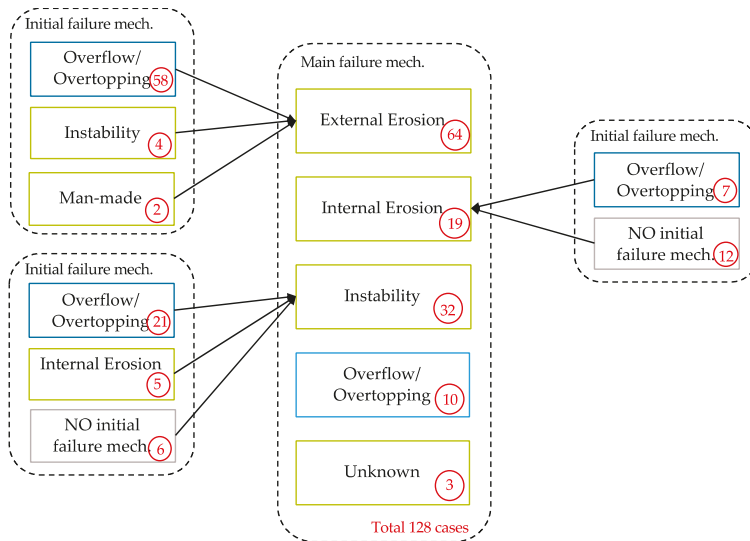 Initial failure mech.
Overflow/
Overtopping 58
Instability
4
Man-made
2
Initial failure mech.
Overflow/
Overtopping 21
Internal Erosion
5
NO initial
failure mech. 6
Main failure mech.
External Erosion
64
Internal Erosion
19
Instability
32
Overflow/
Overtopping 10
Unknown
3
Total 128 cases
Initial failure mech.
Overflow/
Overtopping 7
NO initial
failure mech. 12